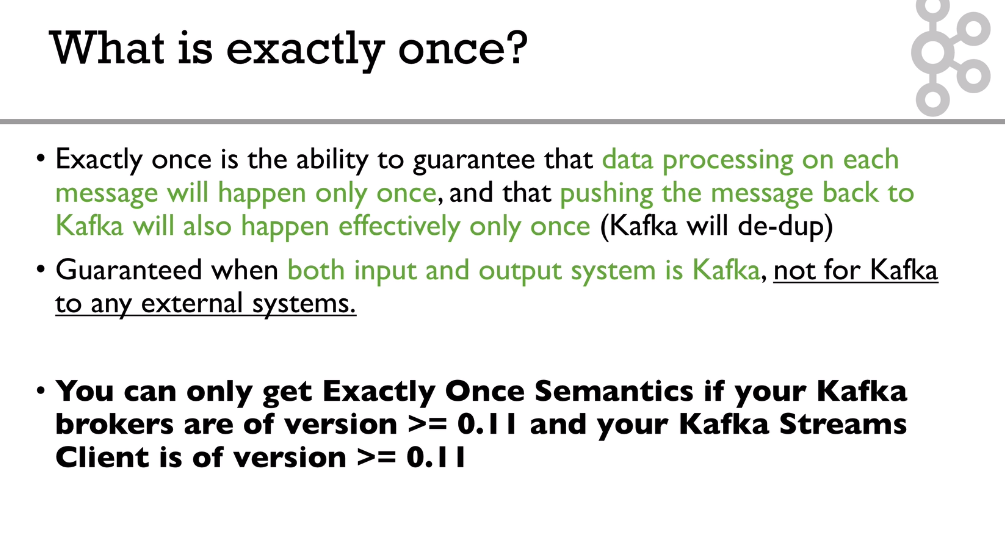 What is exactly once?
• Exactly once is the ability to guarantee that data processing on each
message will happen only once, and that pushing the message back to
Kafka will also happen effectively only once (Kafka will de-dup)
• Guaranteed when both input and output system is Kafka, not for Kafka
to any external systems.
• You can only get Exactly Once Semantics if your Kafka
brokers are of version >= 0.11 and your Kafka Streams
Client is of version >= 0.11